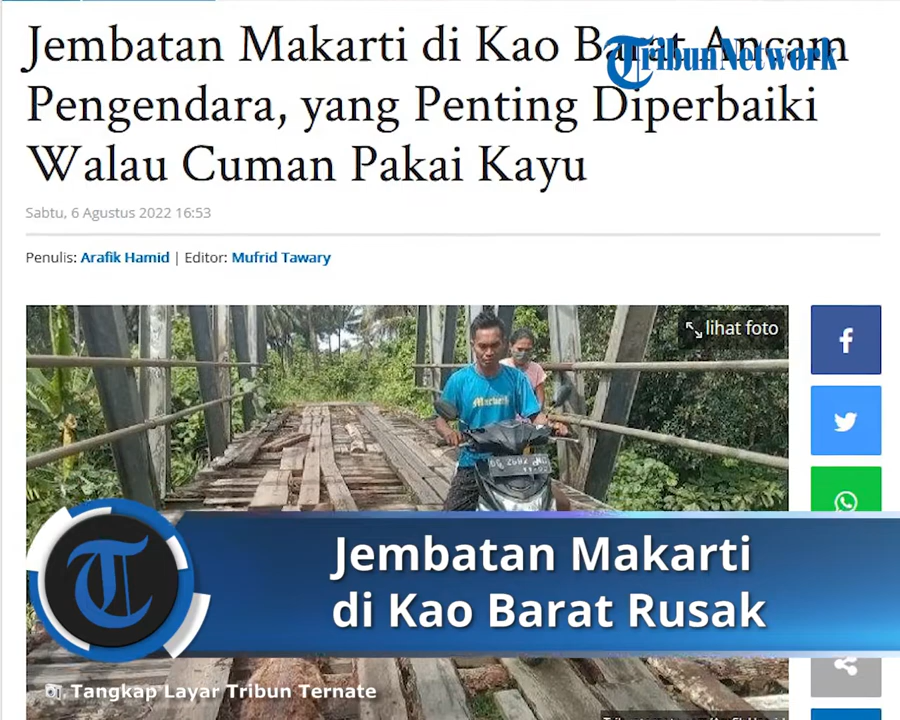 Jembatan Makarti di Kao Barat Ancam
TribunNetwork
Pengendara, yang Penting Diperbaiki
Walau Cuman Pakai Kayu
Sabtu, 6 Agustus 2022 16:53
Penulis: Arafik Hamid | Editor: Mufrid Tawary
lihat foto
f
T
Jembatan Makarti
di Kao Barat Rusak
Tangkap Layar Tribun Ternate